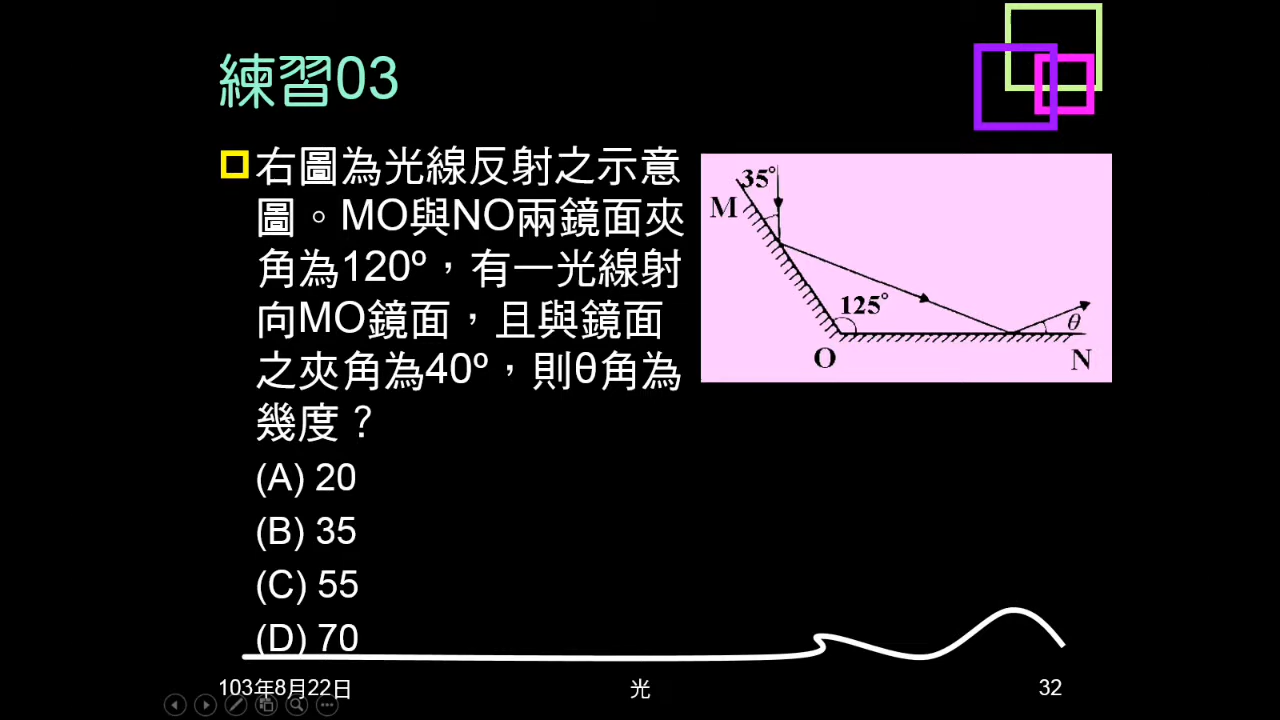 練習03
右圖為光線反射之示意
圖。MO與NO兩鏡面夾
角為120º，有一光線射
向MO鏡面，且與鏡面
之夾角為40º，則θ角為
幾度？
(A) 20
(B) 35
(C) 55
(D) 70
35°
M
125°
θ
O
N
103年8月22日
光
32